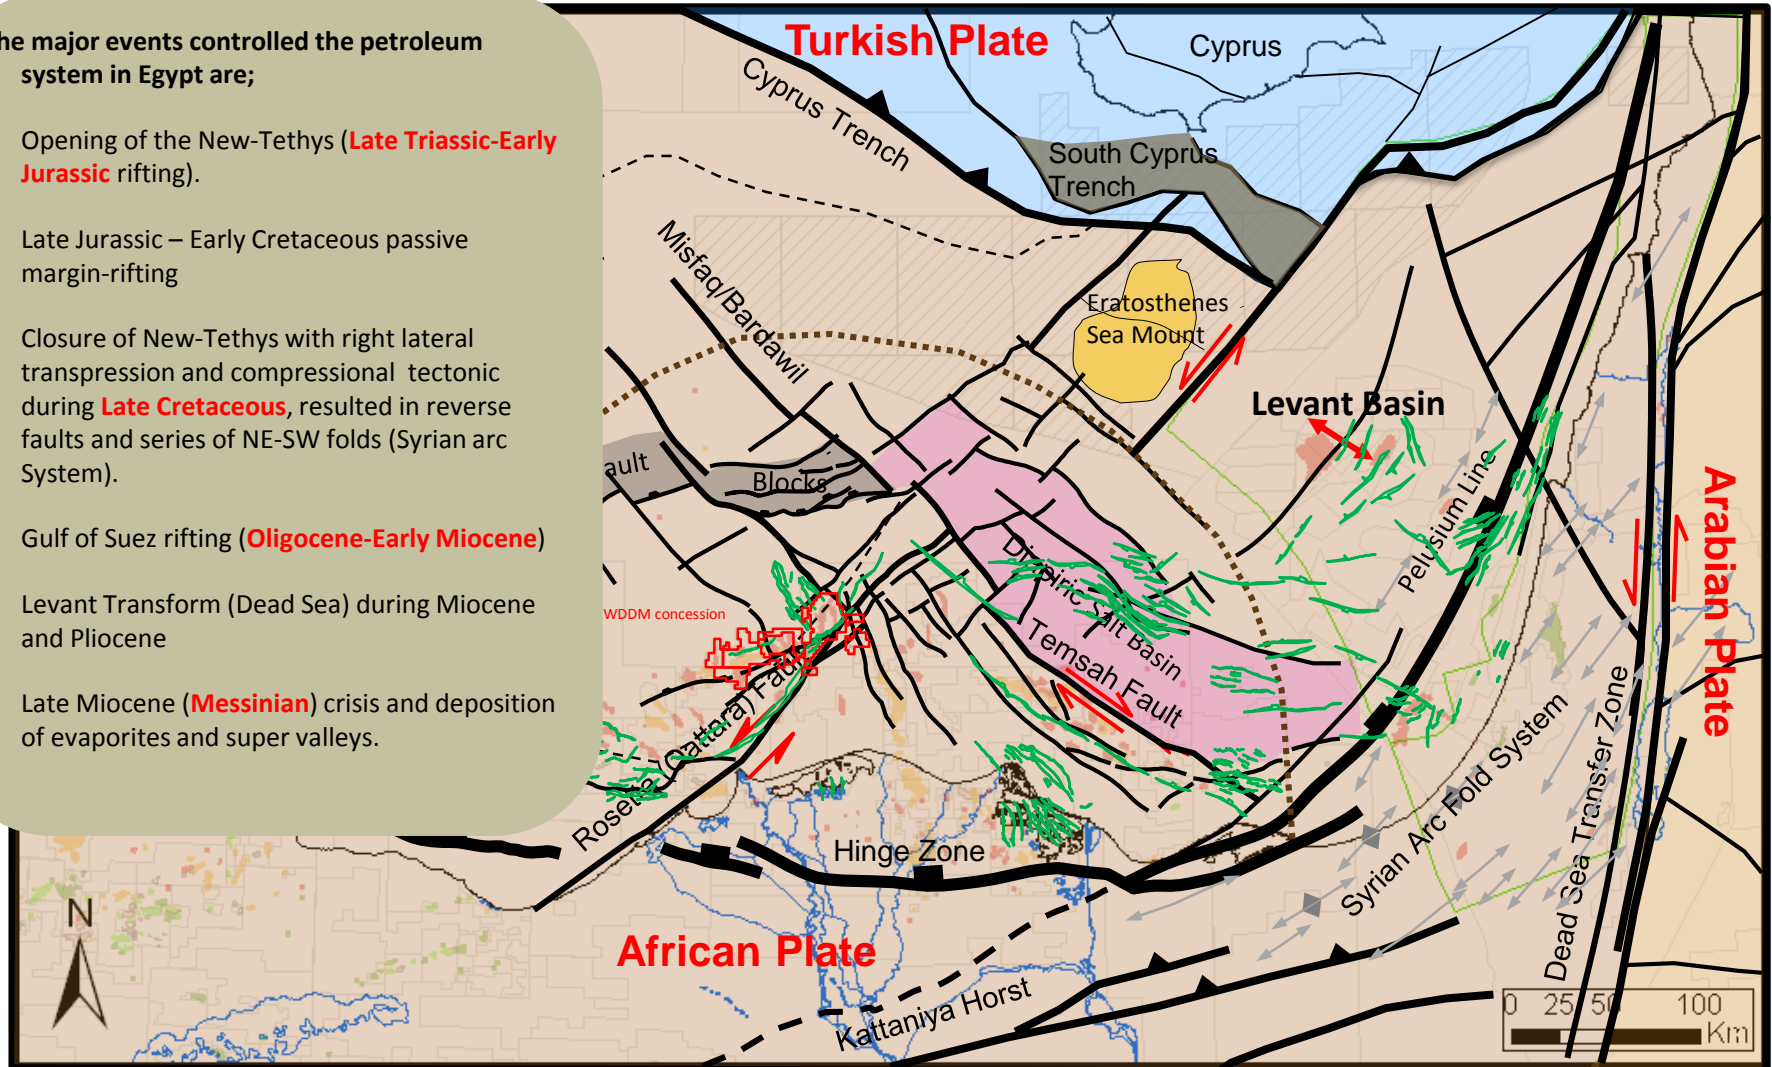 he major events controlled the petroleum
system in Egypt are;
Opening of the New-Tethys (Late Triassic-Early
Jurassic rifting).
Late Jurassic – Early Cretaceous passive
margin-rifting
Closure of New-Tethys with right lateral
transpression and compressional tectonic
during Late Cretaceous, resulted in reverse
faults and series of NE-SW folds (Syrian arc
System).
Gulf of Suez rifting (Oligocene-Early Miocene)
Levant Transform (Dead Sea) during Miocene
and Pliocene
Late Miocene (Messinian) crisis and deposition
of evaporites and super valleys.
Turkish Plate
Cyprus
Cyprus Trench
South Cyprus
Trench
Misfaq/Bardawil
Eratosthenes
Sea Mount
Levant Basin
ault
Blocks
Pelusium Line
Arabian Plate
Salt Basin
WDDM concession
Temsah Fault
Rosetta (Qattara) Fault
Hinge Zone
Syrian Arc Fold System
Dead Sea Transfer Zone
African Plate
Kattaniya Horst
N
0 25 50 100
Km